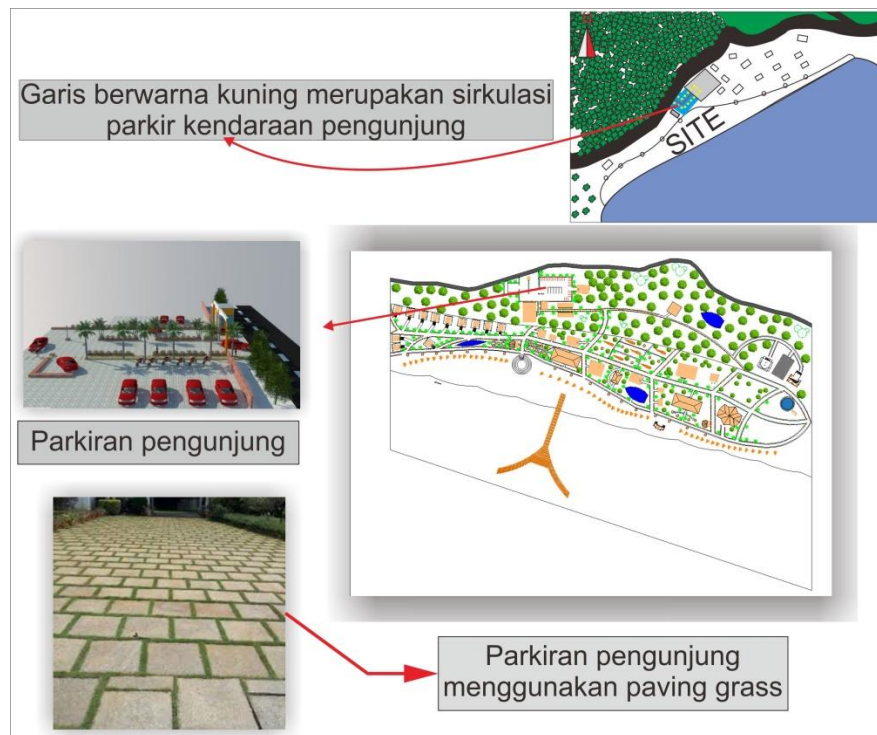 Garis berwarna kuning merupakan sirkulasi
parkir kendaraan pengunjung
SITE
Parkiran pengunjung
Parkiran pengunjung
menggunakan paving grass